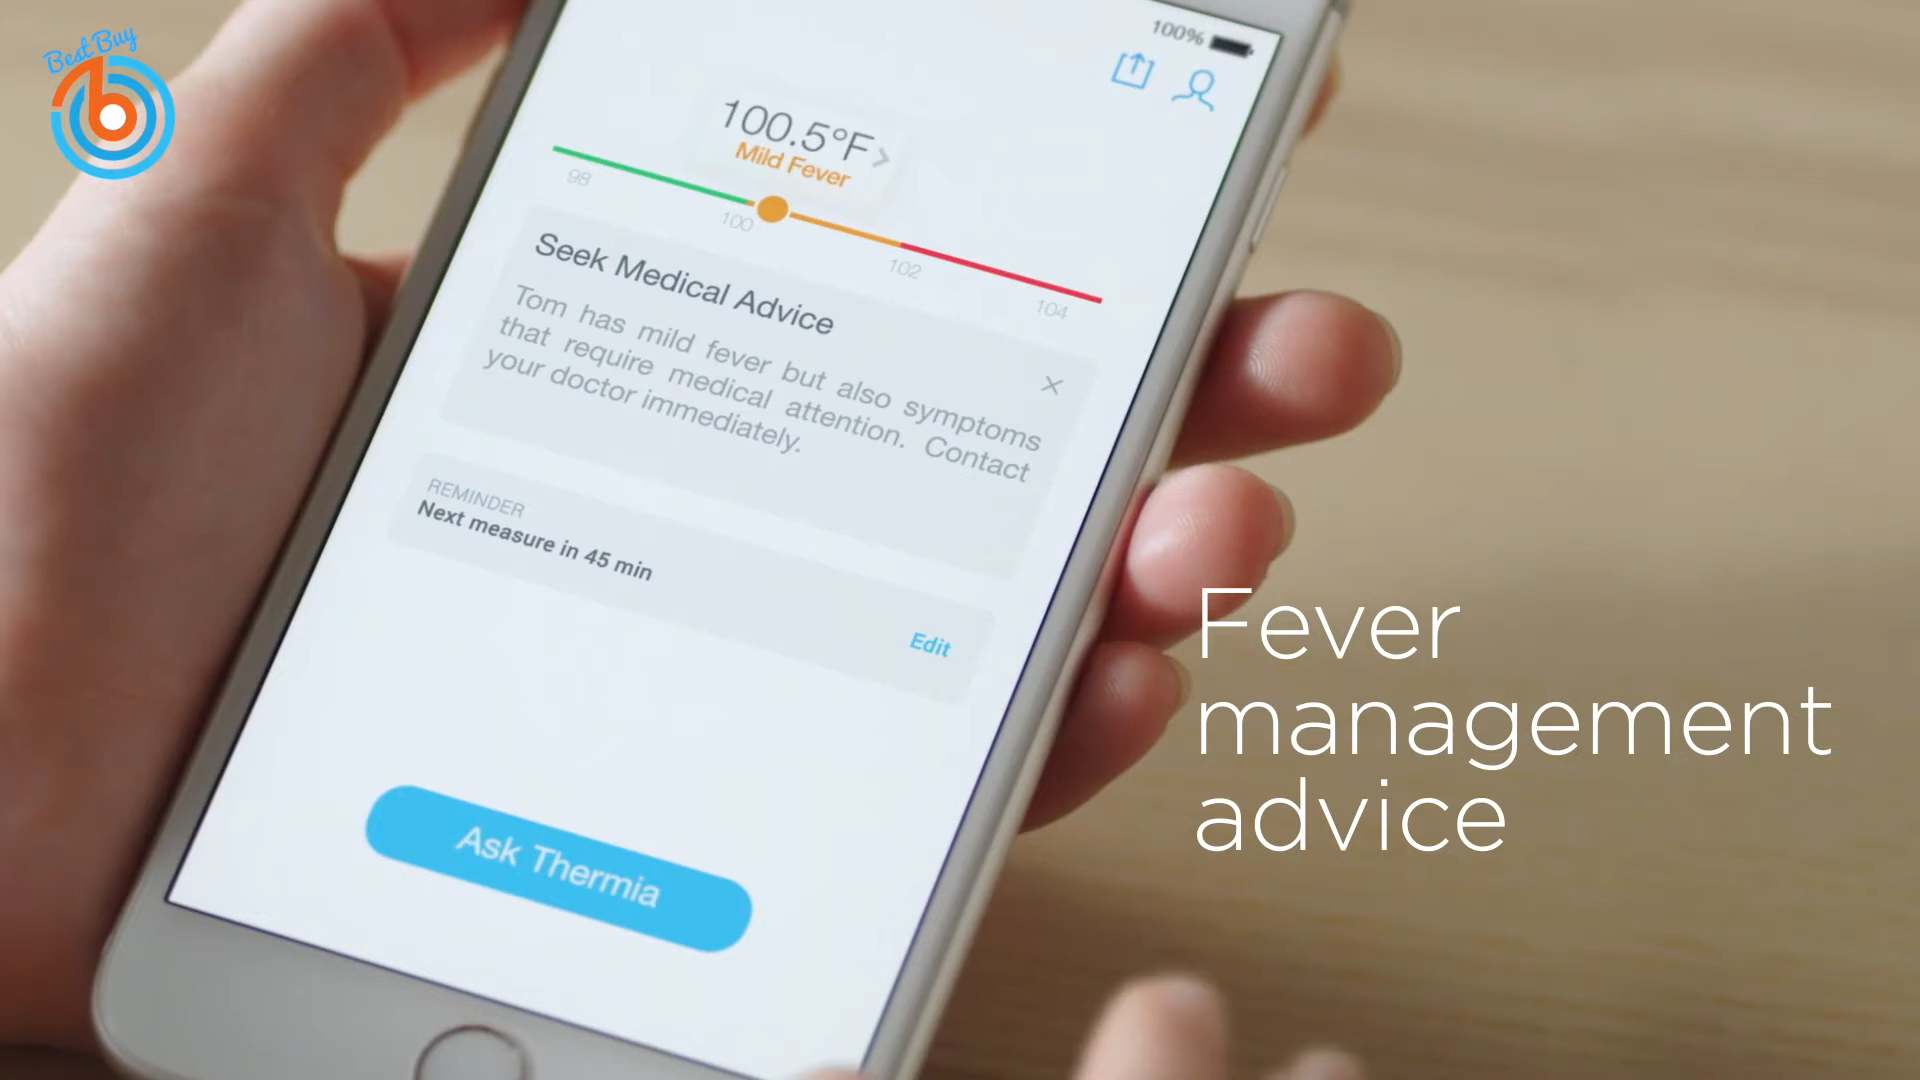 Best Buy
100%
100.5°F
Mild Fever
98
100
102
104
Seek Medical Advice
Tom has mild fever but also symptoms
that require medical attention. Contact
your doctor immediately.
REMINDER
Next measure in 45 min
Edit
Ask Thermia
Fever
management
advice